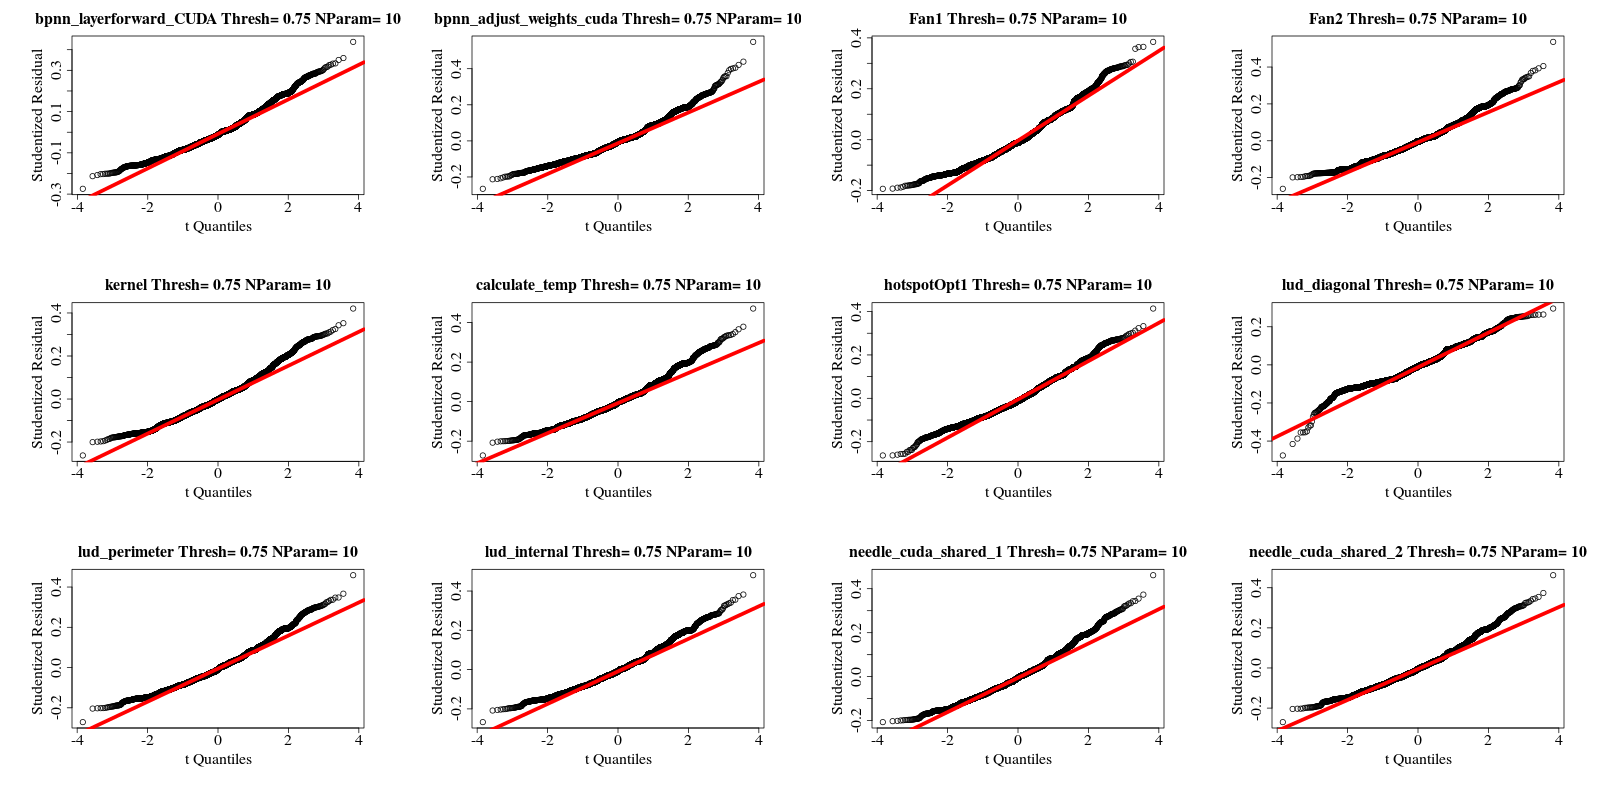 bpnn_layerforward_CUDA Thresh= 0.75 NParam= 10
Studentized Residual
-0.3 -0.1 0.1 0.3
-4 -2 0 2 4
t Quantiles
bpnn_adjust_weights_cuda Thresh= 0.75 NParam= 10
Studentized Residual
-0.2 0.0 0.2 0.4
-4 -2 0 2 4
t Quantiles
Fan1 Thresh= 0.75 NParam= 10
Studentized Residual
-0.2 0.0 0.2 0.4
-4 -2 0 2 4
t Quantiles
Fan2 Thresh= 0.75 NParam= 10
Studentized Residual
-0.2 0.0 0.2 0.4
-4 -2 0 2 4
t Quantiles
kernel Thresh= 0.75 NParam= 10
Studentized Residual
-0.2 0.0 0.2 0.4
-4 -2 0 2 4
t Quantiles
calculate_temp Thresh= 0.75 NParam= 10
Studentized Residual
-0.2 0.0 0.2 0.4
-4 -2 0 2 4
t Quantiles
hotspotOpt1 Thresh= 0.75 NParam= 10
Studentized Residual
-0.2 0.0 0.2 0.4
-4 -2 0 2 4
t Quantiles
lud_diagonal Thresh= 0.75 NParam= 10
Studentized Residual
-0.4 -0.2 0.0 0.2
-4 -2 0 2 4
t Quantiles
lud_perimeter Thresh= 0.75 NParam= 10
Studentized Residual
-0.2 0.0 0.2 0.4
-4 -2 0 2 4
t Quantiles
lud_internal Thresh= 0.75 NParam= 10
Studentized Residual
-0.2 0.0 0.2 0.4
-4 -2 0 2 4
t Quantiles
needle_cuda_shared_1 Thresh= 0.75 NParam= 10
Studentized Residual
-0.2 0.0 0.2 0.4
-4 -2 0 2 4
t Quantiles
needle_cuda_shared_2 Thresh= 0.75 NParam= 10
Studentized Residual
-0.2 0.0 0.2 0.4
-4 -2 0 2 4
t Quantiles